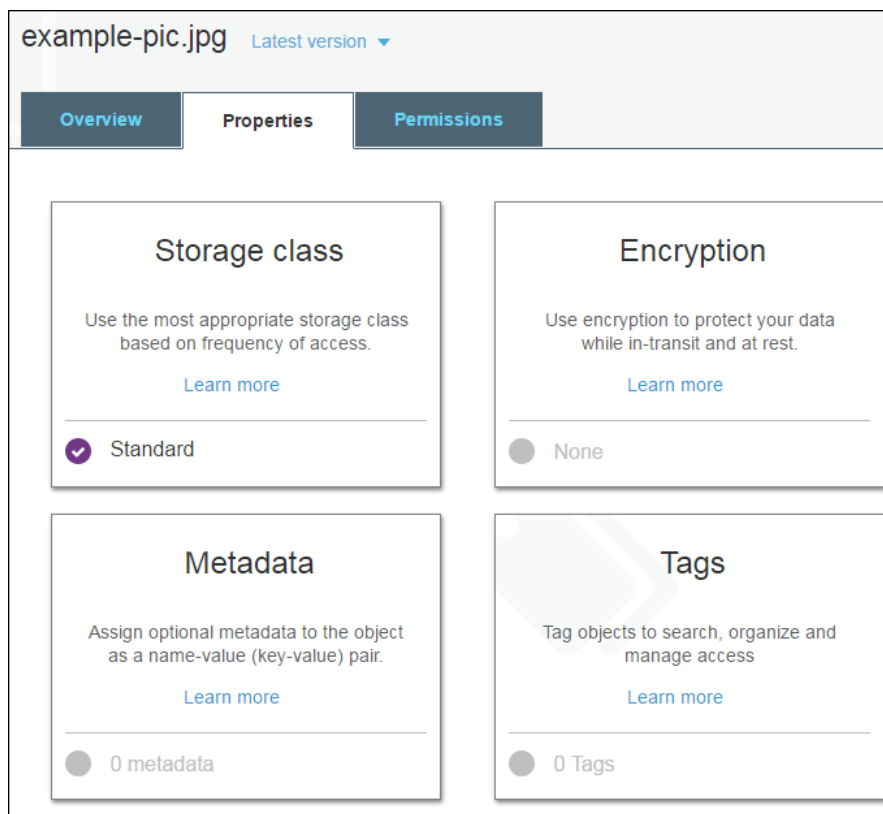 example-pic.jpg Latest version
Overview Properties Permissions
Storage class
Use the most appropriate storage class
based on frequency of access.
Learn more
Standard
Encryption
Use encryption to protect your data
while in-transit and at rest.
Learn more
None
Metadata
Assign optional metadata to the object
as a name-value (key-value) pair.
Learn more
0 metadata
Tags
Tag objects to search, organize and
manage access
Learn more
0 Tags